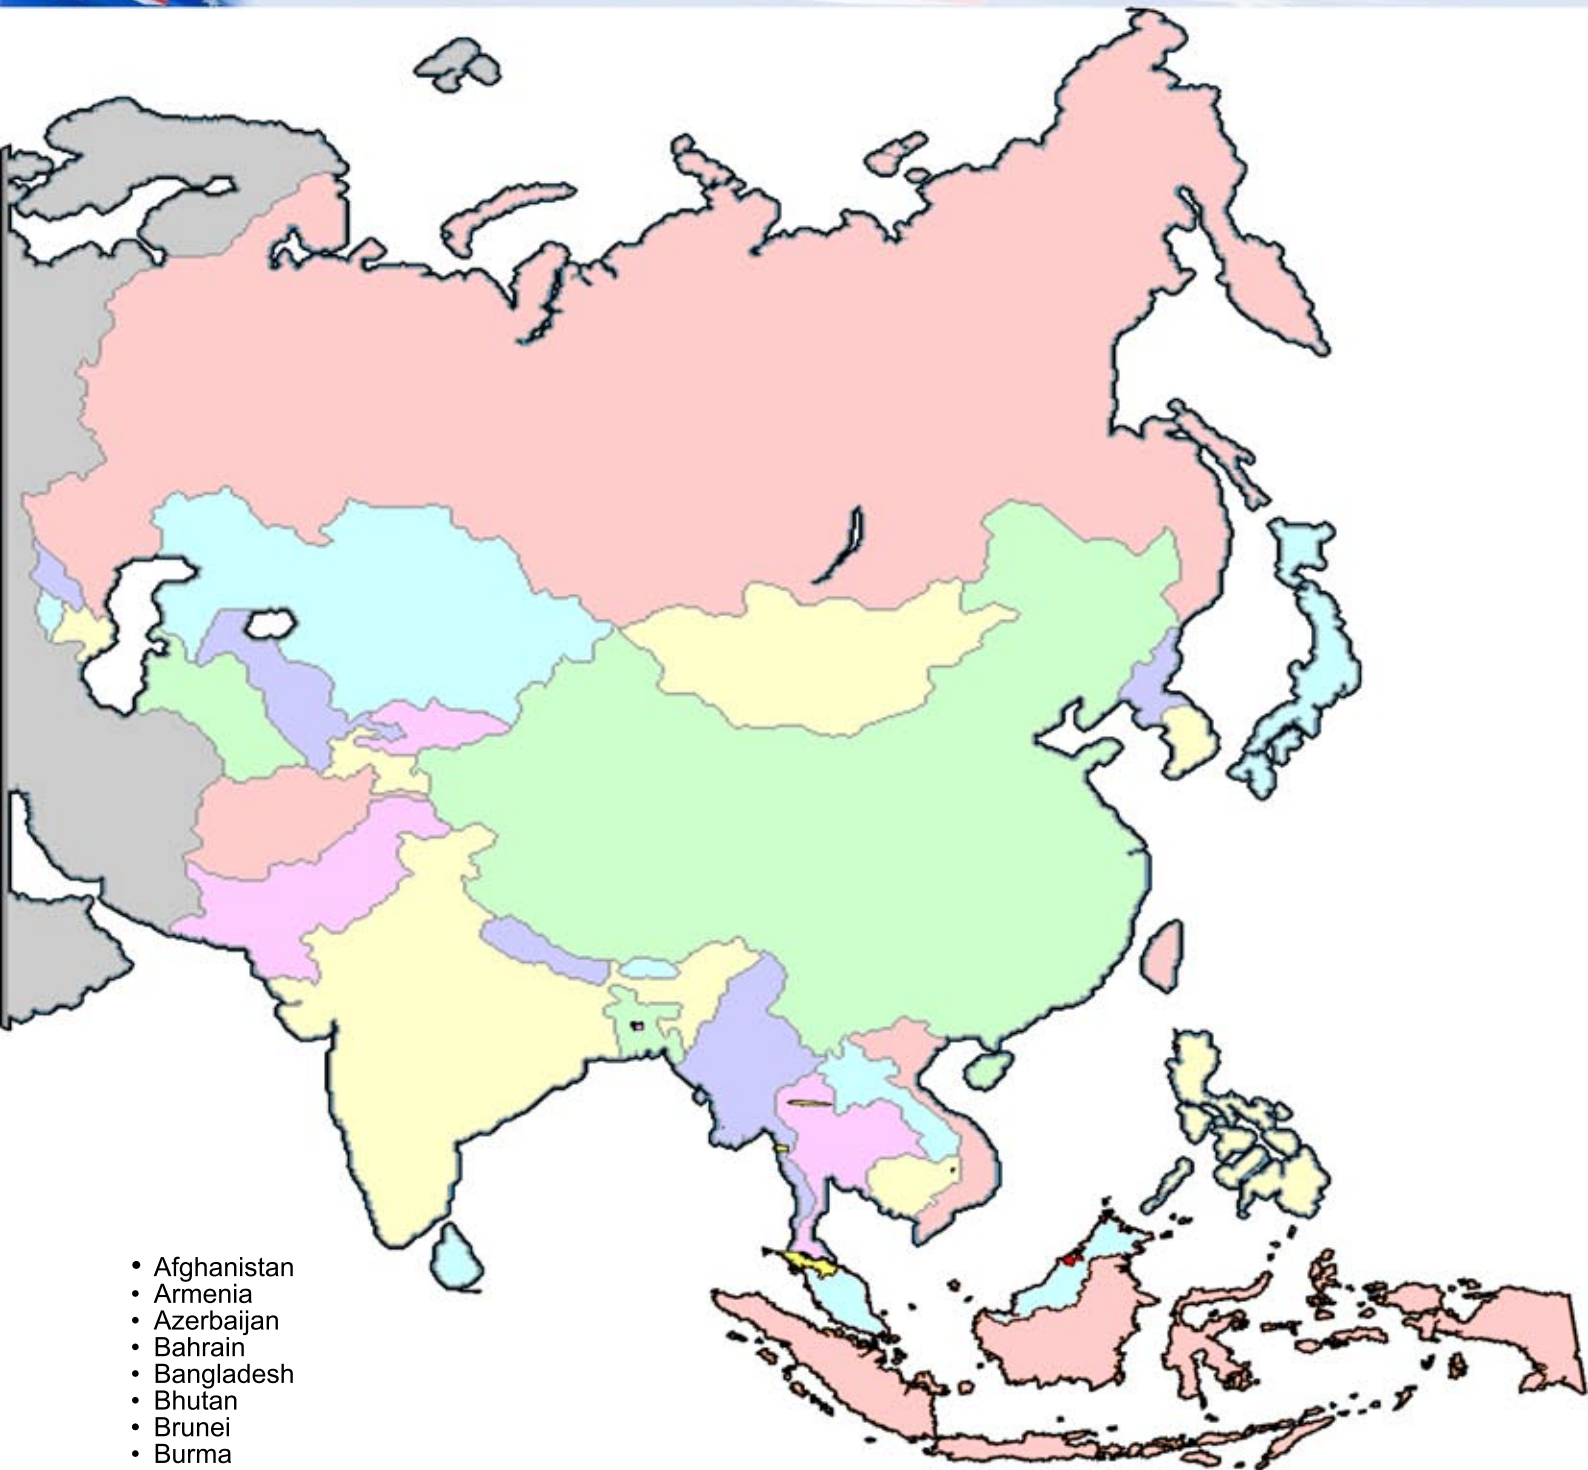 • Afghanistan
• Armenia
• Azerbaijan
• Bahrain
• Bangladesh
• Bhutan
• Brunei
• Burma